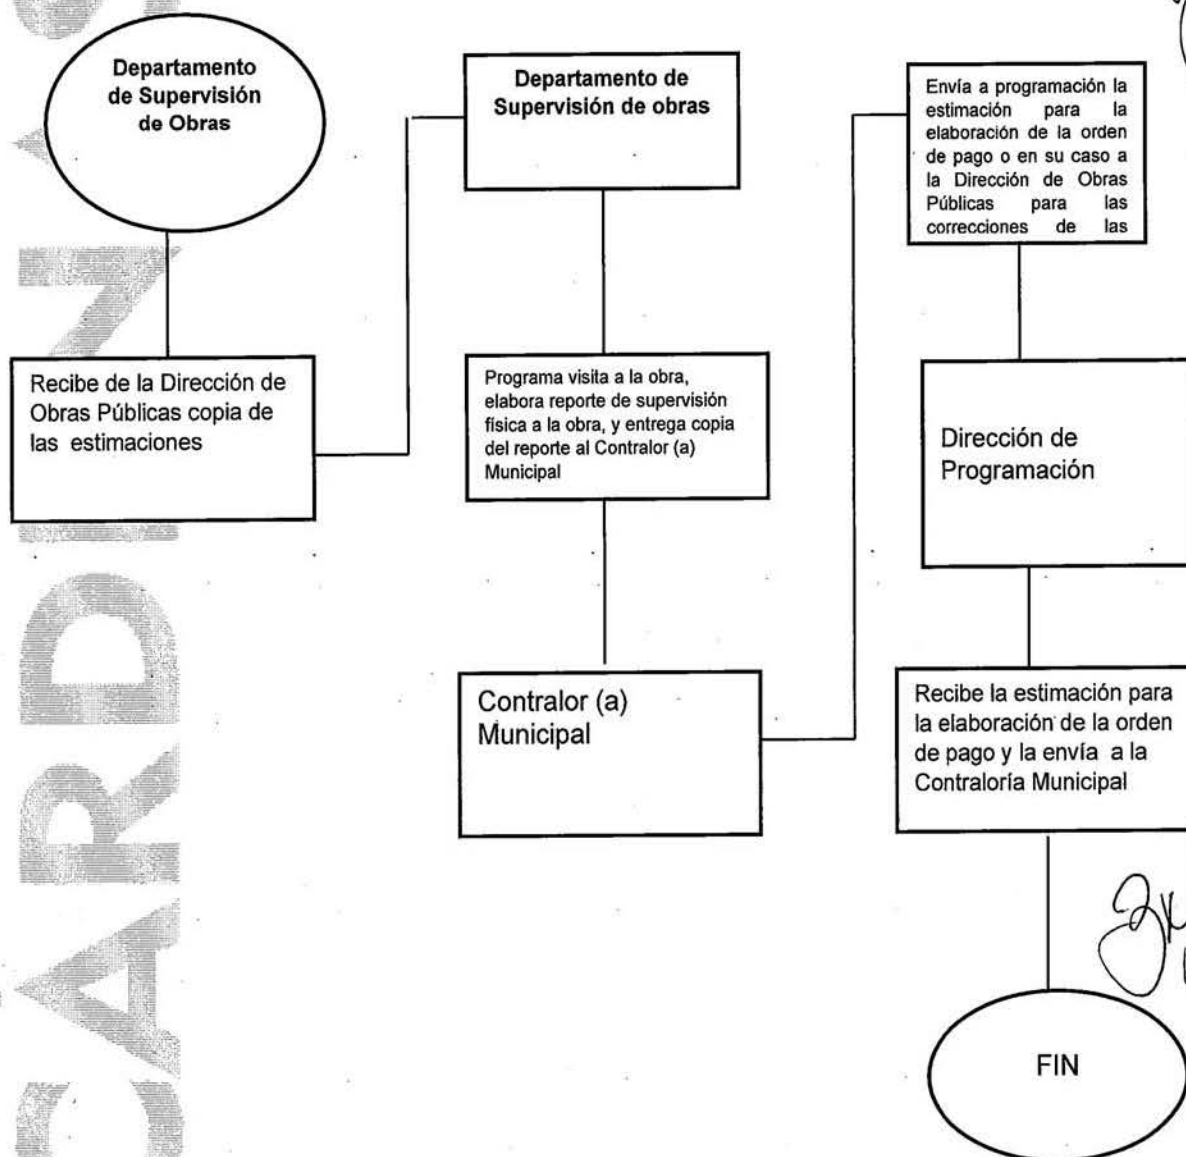 Departamento
de Supervisión
de Obras
Recibe de la Dirección de
Obras Públicas copia de
las estimaciones
Departamento de
Supervisión de obras
Programa visita a la obra,
elabora reporte de supervisión
física a la obra, y entrega copia
del reporte al Contralor (a)
Municipal
Contralor (a)
Municipal
Envía a programación la
estimación para la
elaboración de la orden
de pago o en su caso a
la Dirección de Obras
Públicas para las
correcciones de las
Dirección de
Programación
Recibe la estimación para
la elaboración de la orden
de pago y la envía a la
Contraloría Municipal
FIN